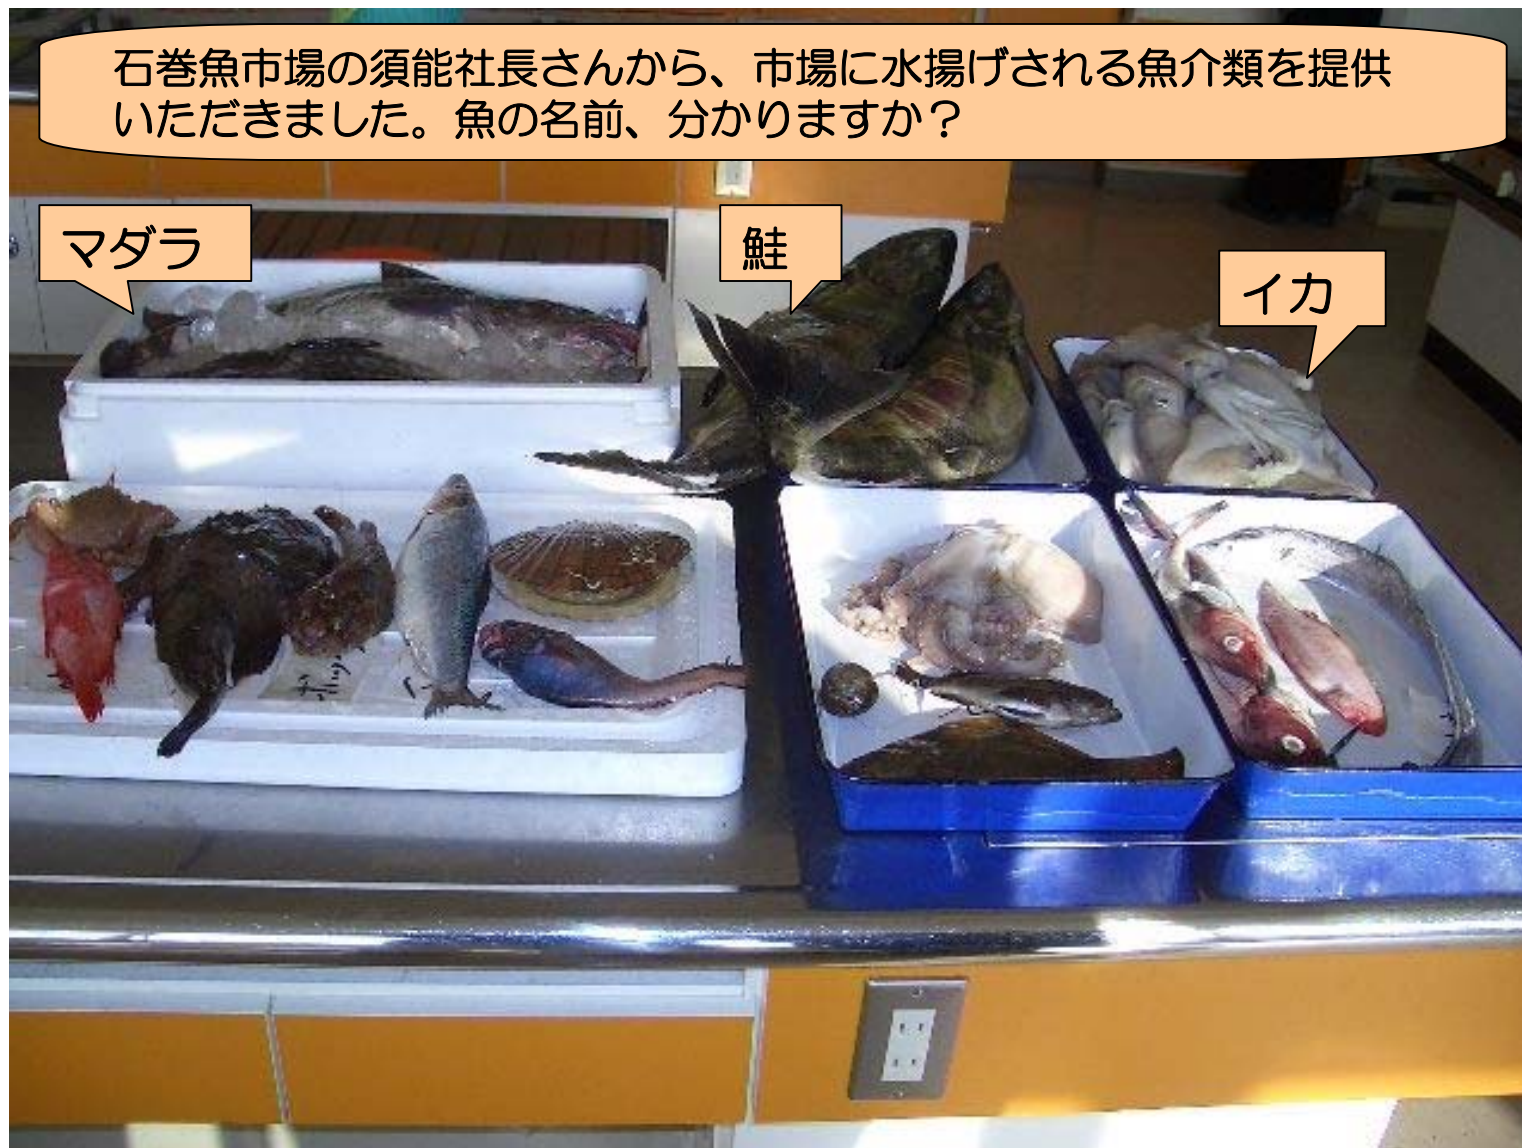 石巻魚市場の須能社長さんから、市場に水揚げされる魚介類を提供
いただきました。魚の名前、分かりますか？
マダラ
鮭
イカ